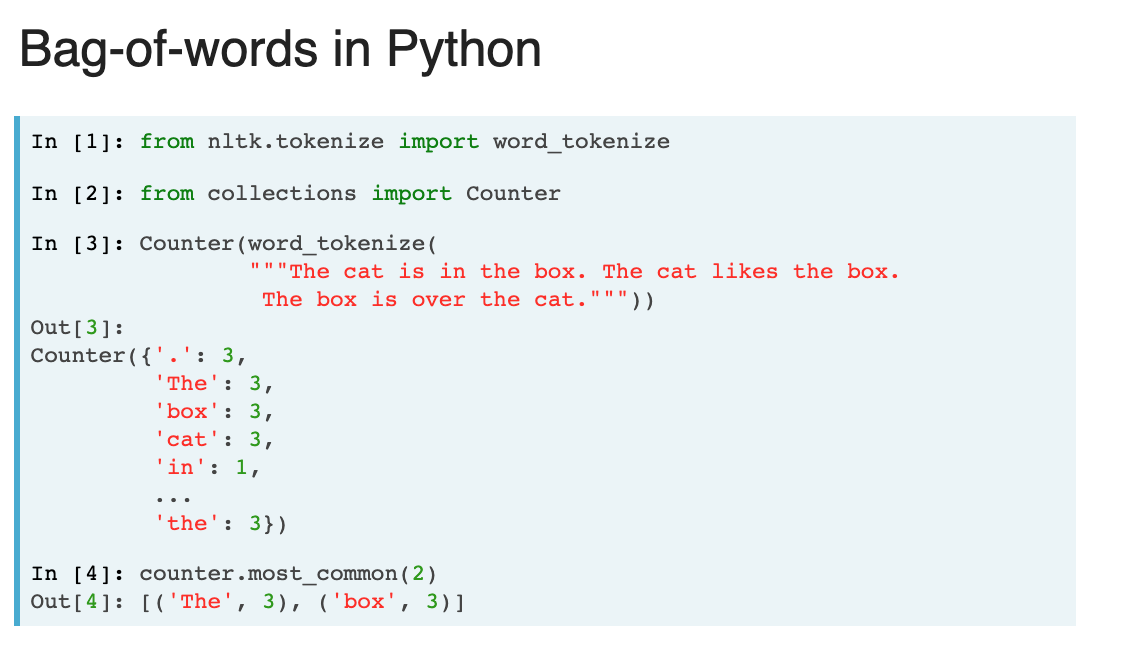 Bag-of-words in Python
In [1]: from nltk.tokenize import word_tokenize
In [2]: from collections import Counter
In [3]: Counter(word_tokenize(
"""The cat is in the box. The cat likes the box.
The box is over the cat."""))
Out[3]:
Counter({'.': 3,
'The': 3,
'box': 3,
'cat': 3,
'in': 1,
...
'the': 3})
In [4]: counter.most_common(2)
Out[4]: [('The', 3), ('box', 3)]